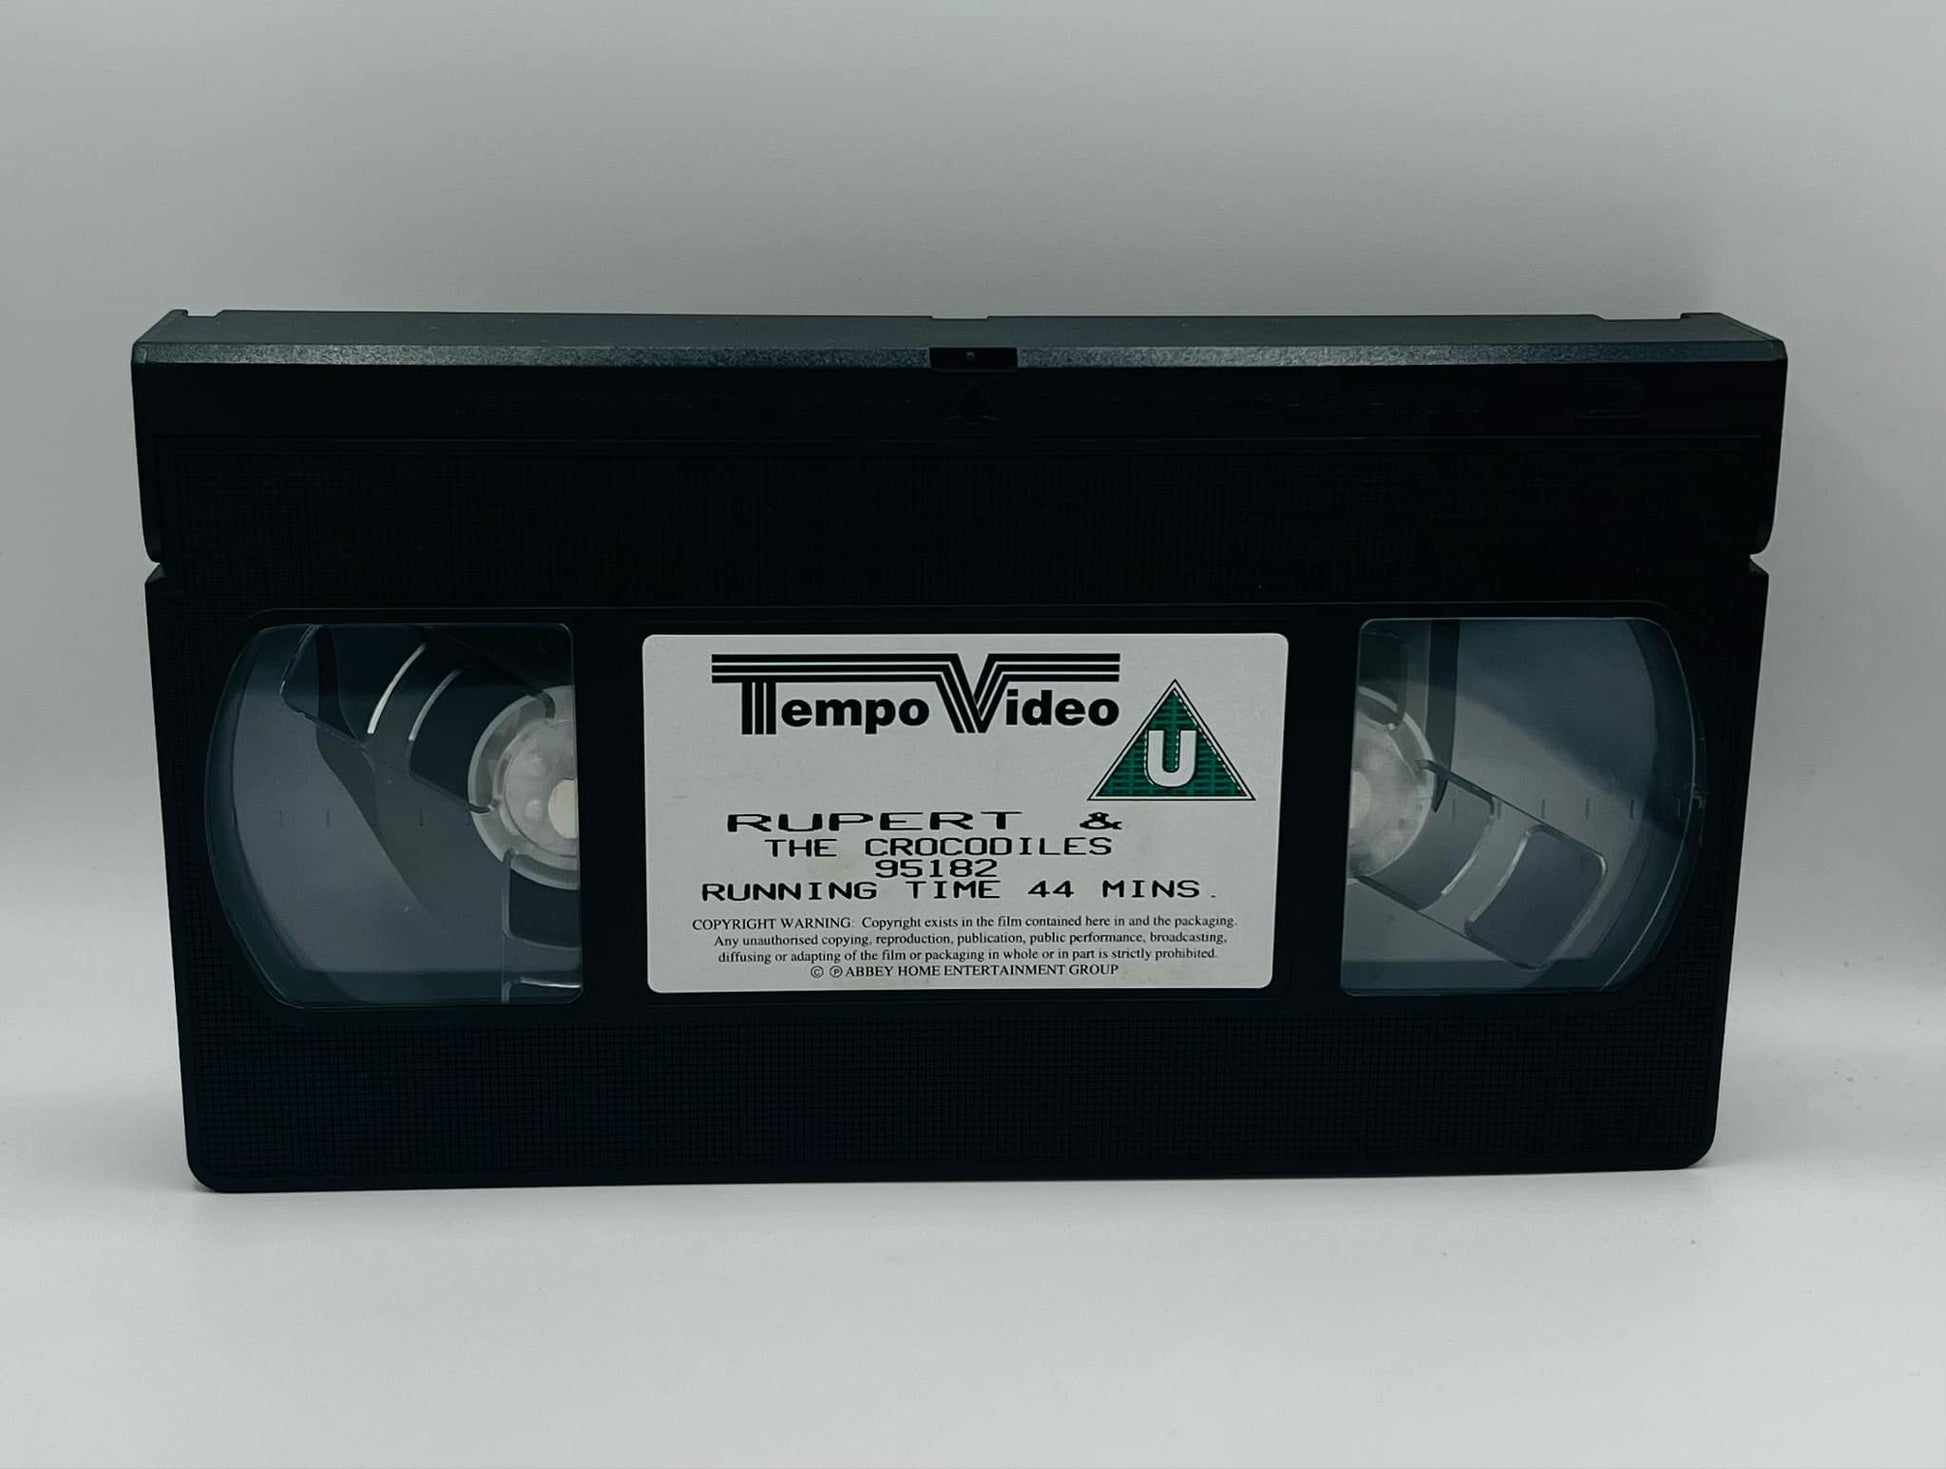 Tempo Video
U
RUPERT &
THE CROCODILES
95182
RUNNING TIME 44 MINS.
COPYRIGHT WARNING: Copyright exists in the film contained here in and the packaging.
Any unauthorised copying, reproduction, publication, public performance, broadcasting,
diffusing or adapting of the film or packaging in whole or in part is strictly prohibited.
© ℗ ABBEY HOME ENTERTAINMENT GROUP